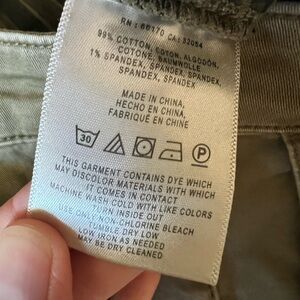 RN: 66170 CA: 32054
99% COTTON, COTON, ALGODÓN,
COTONE, BAUMWOLLE
1% SPANDEX, SPANDEX, SPANDEX,
SPANDEX, SPANDEX
MADE IN CHINA,
HECHO EN CHINA,
FABRIQUÉ EN CHINE
30 P
THIS GARMENT CONTAINS DYE WHICH
MAY DISCOLOR MATERIALS WITH WHICH
IT COMES IN CONTACT
MACHINE WASH COLD WITH LIKE COLORS
TURN INSIDE OUT
USE ONLY NON-CHLORINE BLEACH
TUMBLE DRY LOW
LOW IRON AS NEEDED
MAY BE DRY CLEANED